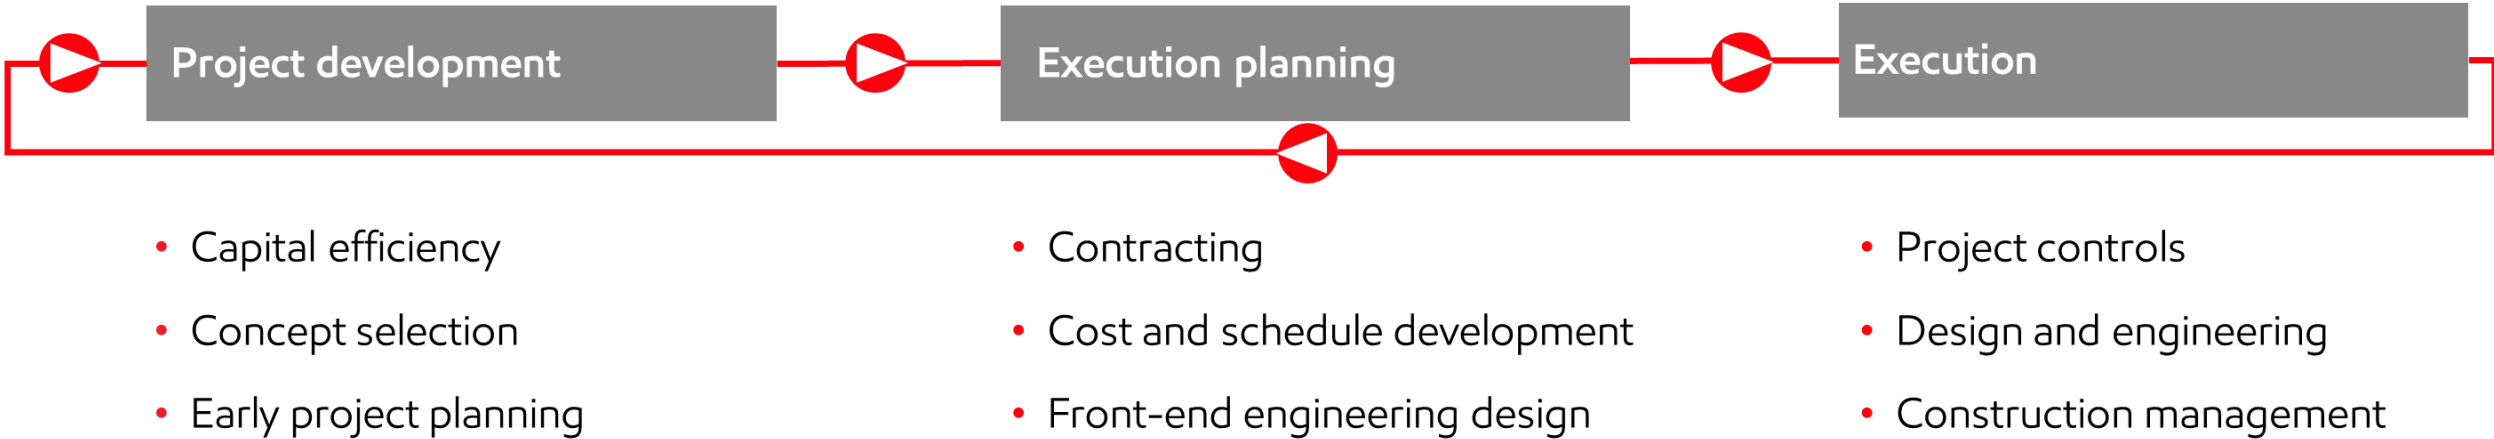 Project development
Execution planning
Execution
• Capital efficiency
• Concept selection
• Early project planning
• Contracting
• Cost and schedule development
• Front-end engineering design
• Project controls
• Design and engineering
• Construction management